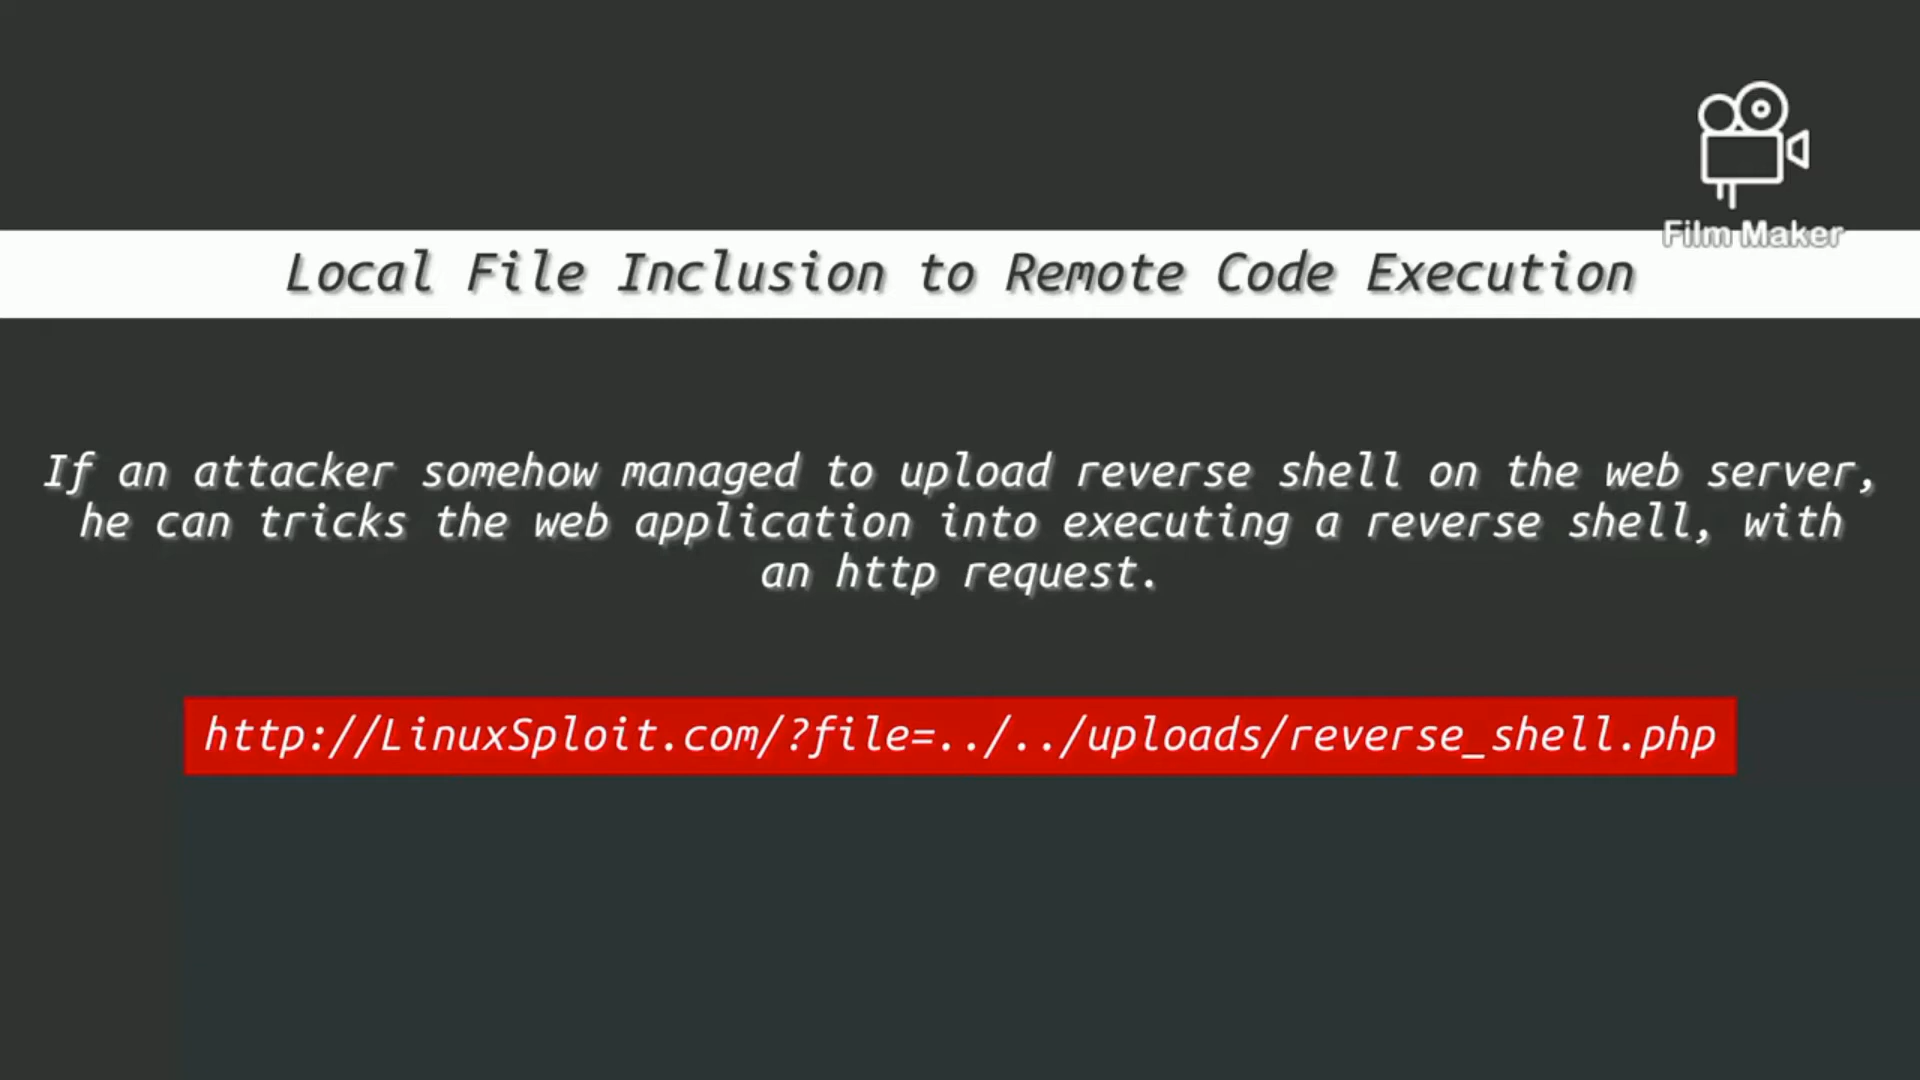 Film Maker
Local File Inclusion to Remote Code Execution
If an attacker somehow managed to upload reverse shell on the web server,
he can tricks the web application into executing a reverse shell, with
an http request.
http://LinuxSploit.com/?file=../../uploads/reverse_shell.php